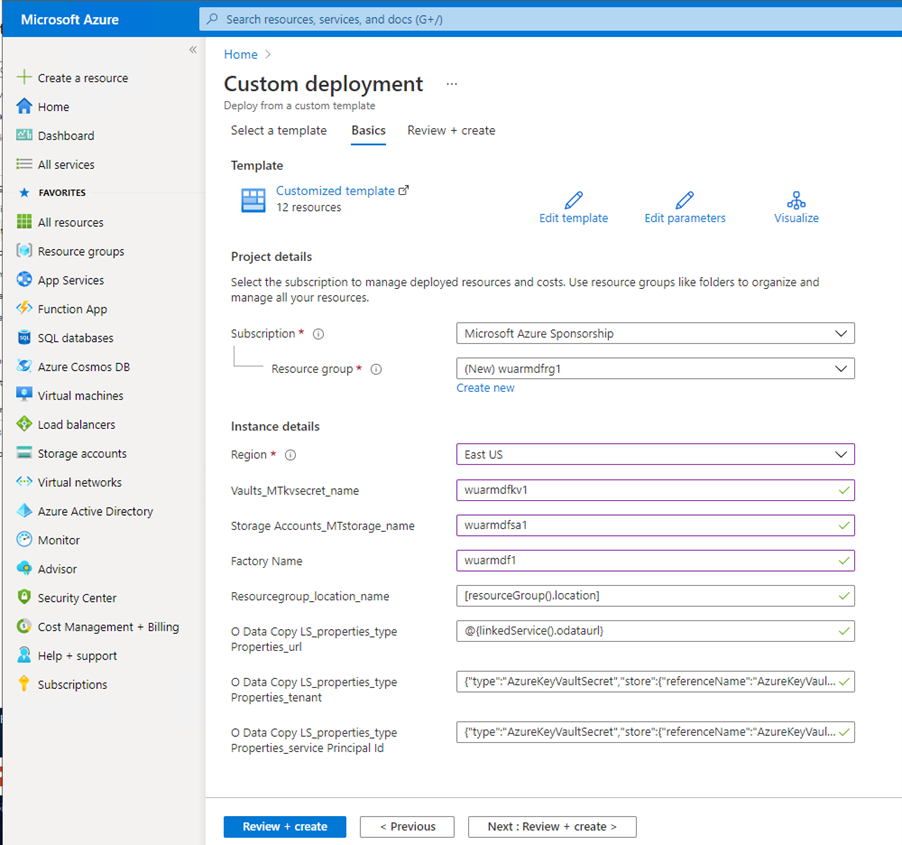 Microsoft Azure
Search resources, services, and docs (G+/)
«
Create a resource
Home
Dashboard
All services
FAVORITES
All resources
Resource groups
App Services
Function App
SQL databases
Azure Cosmos DB
Virtual machines
Load balancers
Storage accounts
Virtual networks
Azure Active Directory
Monitor
Advisor
Security Center
Cost Management + Billing
Help + support
Subscriptions
Home >
Custom deployment ...
Deploy from a custom template
Select a template Basics Review + create
Template
Customized template
12 resources
Edit template Edit parameters Visualize
Project details
Select the subscription to manage deployed resources and costs. Use resource groups like folders to organize and
manage all your resources.
Subscription * Microsoft Azure Sponsorship
Resource group * (New) wuarmdfrg1
Create new
Instance details
Region * East US
Vaults_MTkvsecret_name wuarmdfkv1
Storage Accounts_MTstorage_name wuarmdfsa1
Factory Name wuarmdf1
Resourcegroup_location_name [resourceGroup().location]
O Data Copy LS_properties_type @{linkedService().odataurl}
Properties_url
O Data Copy LS_properties_type {"type":"AzureKeyVaultSecret","store":{"referenceName":"AzureKeyVaul...
Properties_tenant
O Data Copy LS_properties_type {"type":"AzureKeyVaultSecret","store":{"referenceName":"AzureKeyVaul...
Properties_service Principal Id
Review + create < Previous Next : Review + create >